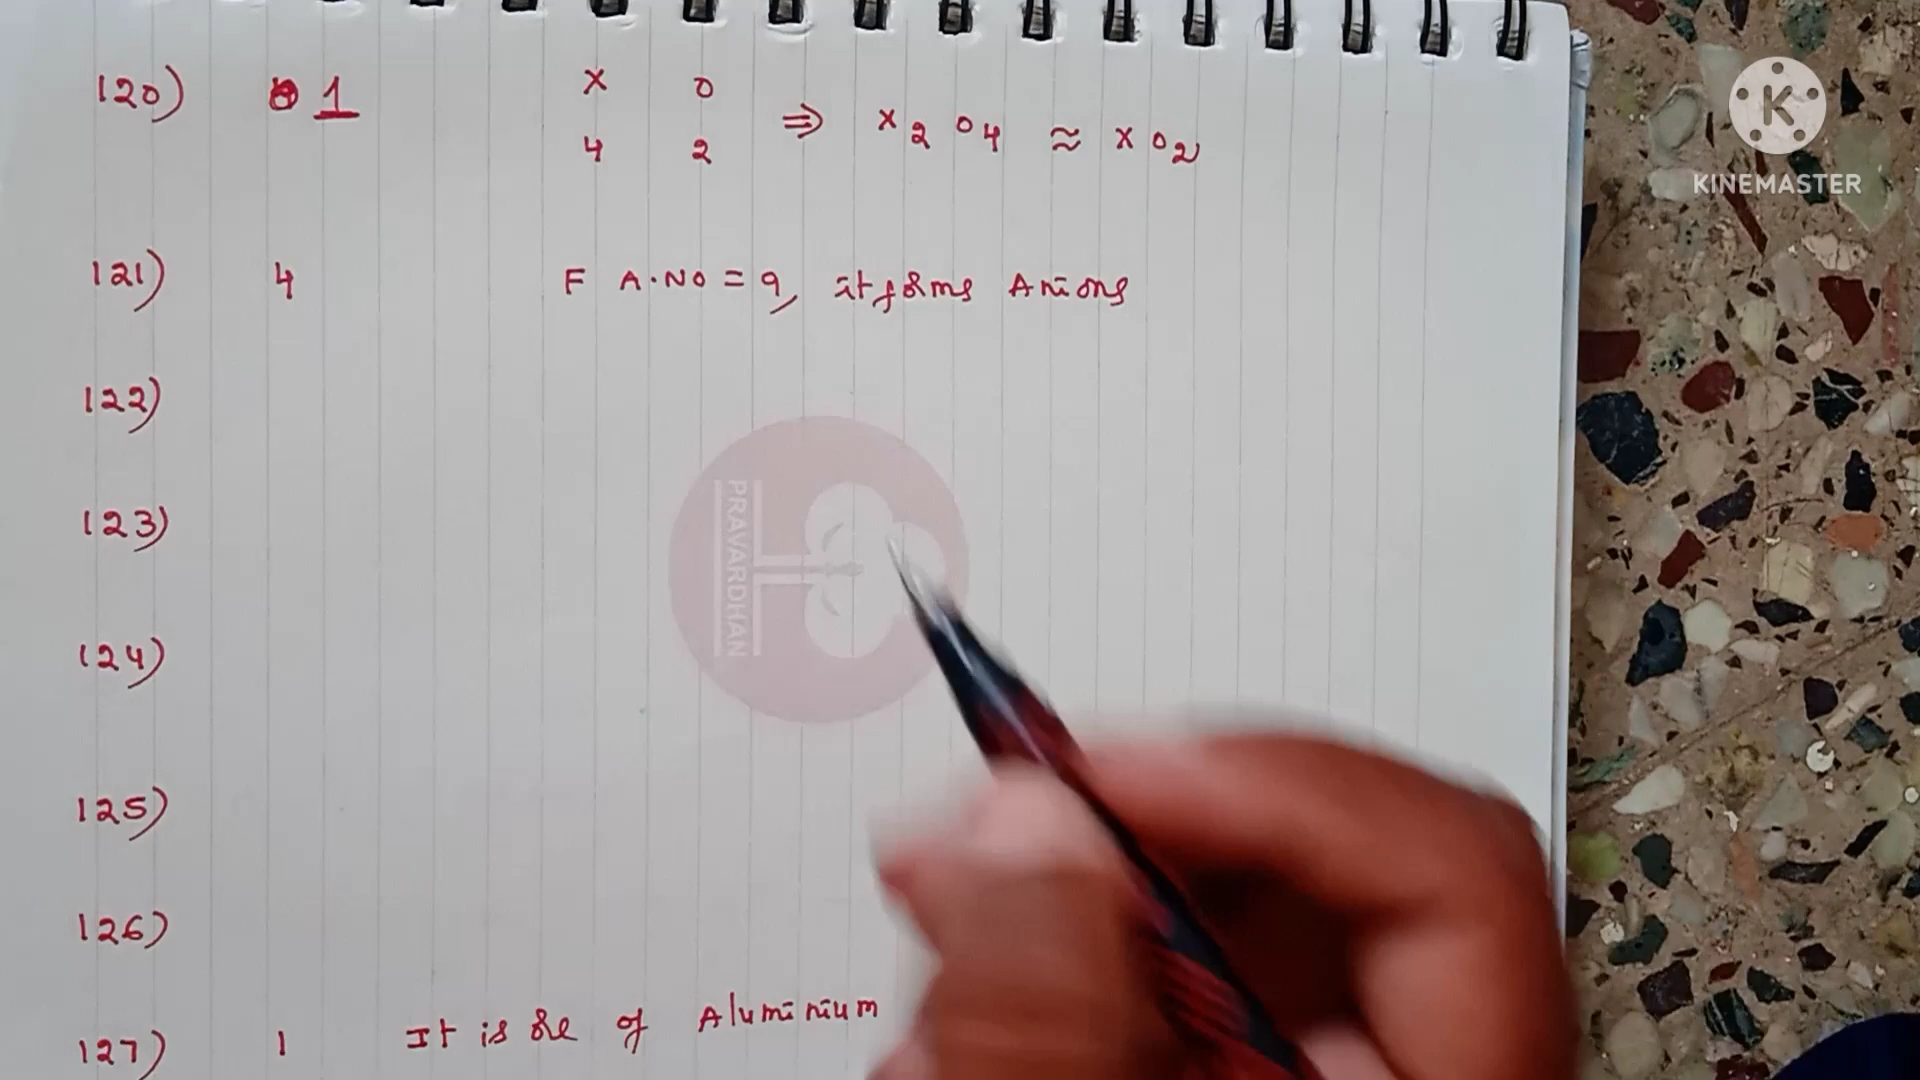 120) 1 X O ⇒ X2O4 ≈ XO2
4 2
121) 4 F A.NO = 9, it forms Anions
122)
123)
124)
125)
126)
127) 1 It is ore of Aluminium
KINEMASTER
PRAVARDHAN